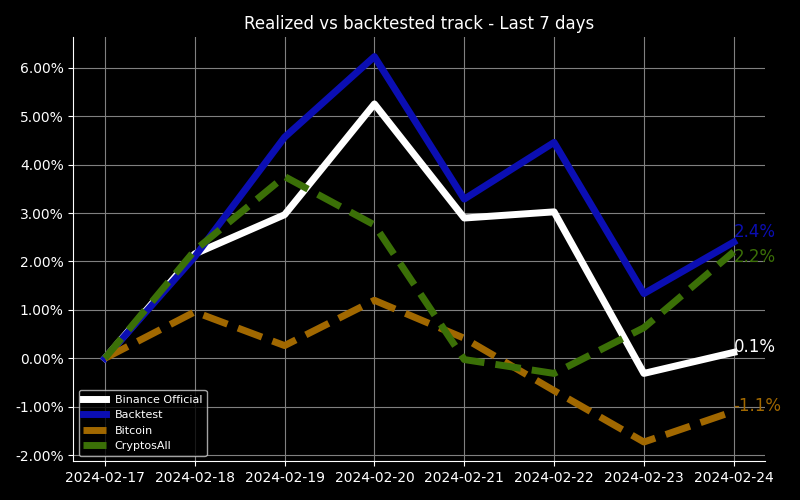 Realized vs backtested track - Last 7 days
6.00%
5.00%
4.00%
3.00%
2.00%
1.00%
0.00%
-1.00%
-2.00%
2.4%
2.2%
0.1%
-1.1%
Binance Official
Backtest
Bitcoin
CryptosAll
2024-02-17 2024-02-18 2024-02-19 2024-02-20 2024-02-21 2024-02-22 2024-02-23 2024-02-24